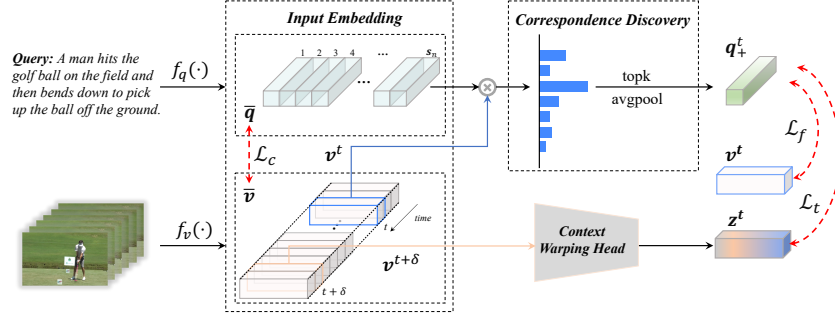 Input Embedding
Correspondence Discovery
Query: A man hits the
golf ball on the field and
then bends down to pick
up the ball off the ground.
f_q(·)
1 2 3 4 ... s_n
...
q̅
topk
avgpool
q_+^t
ℒ_c
v^t
ℒ_f
v^t
v̅
ℒ_t
f_v(·)
t
time
v^{t+δ}
t + δ
Context
Warping Head
z^t